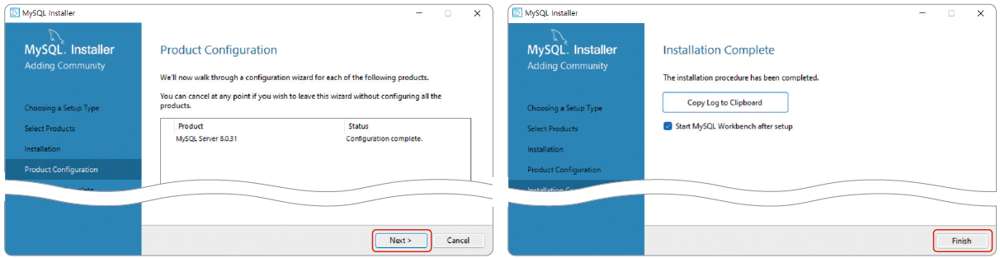 MySQL Installer
MySQL. Installer
Adding Community
Choosing a Setup Type
Select Products
Installation
Product Configuration
Product Configuration
We'll now walk through a configuration wizard for each of the following products.
You can cancel at any point if you wish to leave this wizard without configuring all the
products.
Product Status
MySQL Server 8.0.31 Configuration complete.
Next > Cancel
MySQL Installer
MySQL. Installer
Adding Community
Choosing a Setup Type
Select Products
Installation
Product Configuration
Installation
Installation Complete
The installation procedure has been completed.
Copy Log to Clipboard
Start MySQL Workbench after setup
Finish